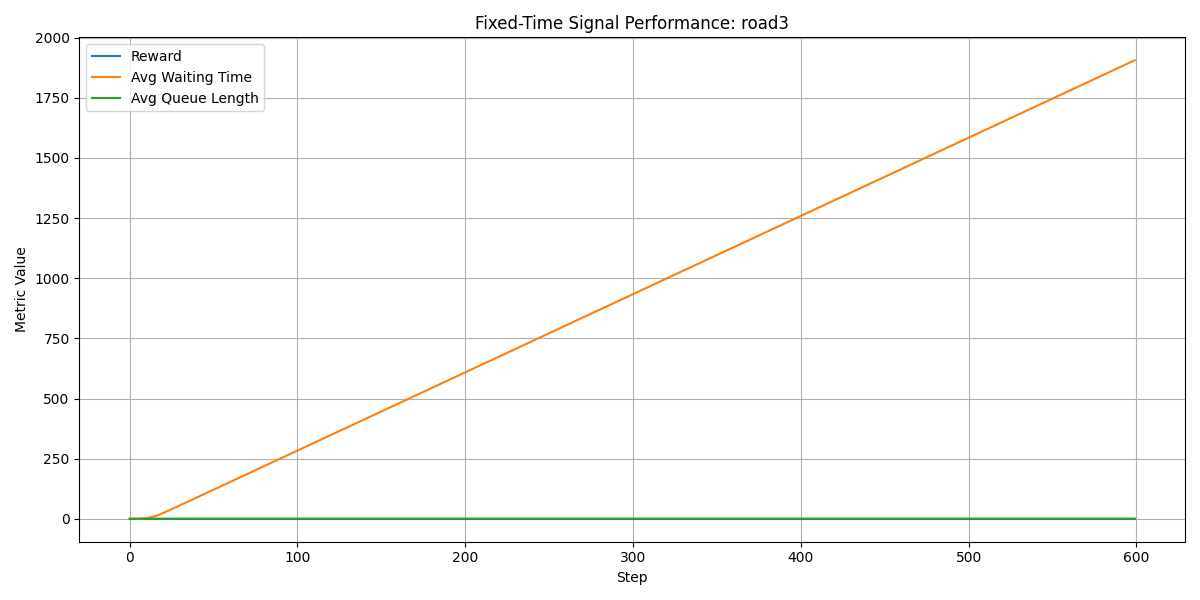 Fixed-Time Signal Performance: road3
Reward
Avg Waiting Time
Avg Queue Length
Metric Value
2000
1750
1500
1250
1000
750
500
250
0
0 100 200 300 400 500 600
Step